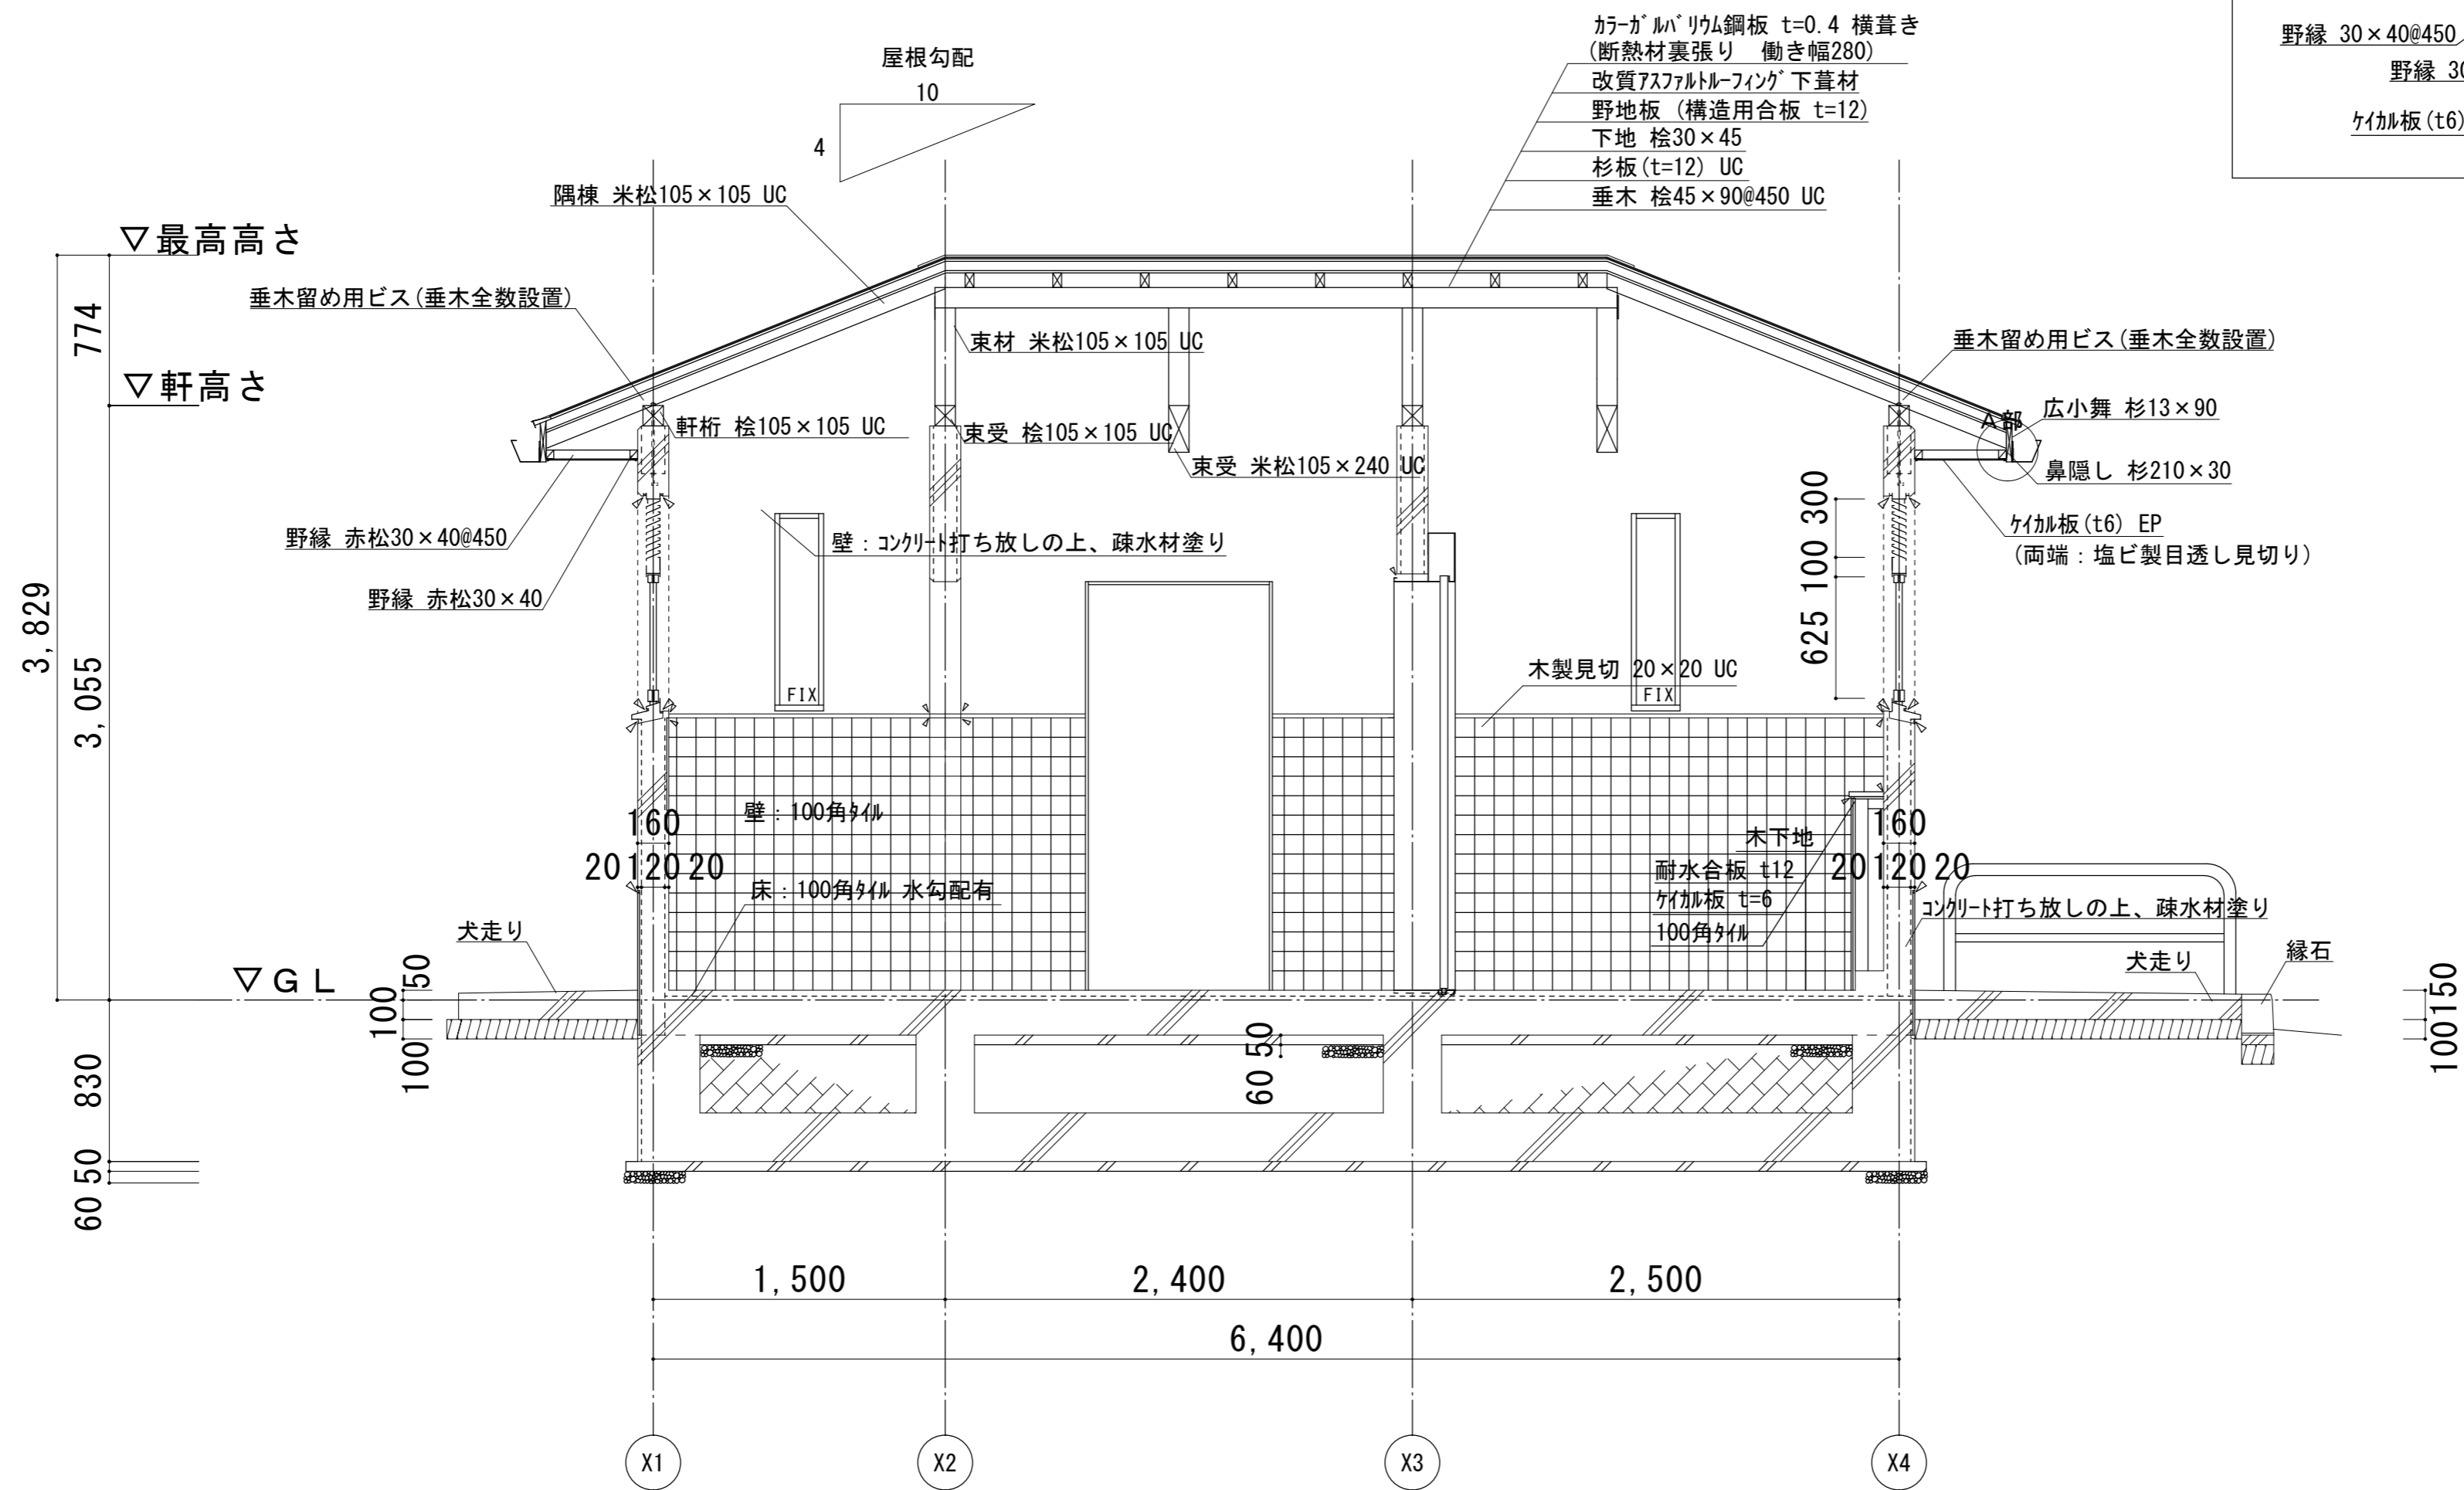 カラーガルバリウム鋼板 t=0.4 横葺き
(断熱材裏張り 働き幅280)
改質アスファルトルーフィング 下葺材
野地板 (構造用合板 t=12)
下地 桧30×45
杉板(t=12) UC
垂木 桧45×90@450 UC
野縁 30×40@450
ケイカル板(t6)
屋根勾配
10
4
隅棟 米松105×105 UC
▽最高高さ
垂木留め用ビス(垂木全数設置)
774
▽軒高さ
束材 米松105×105 UC
垂木留め用ビス(垂木全数設置)
軒桁 桧105×105 UC
束受 桧105×105 UC
束受 米松105×240 UC
A部
広小舞 杉13×90
鼻隠し 杉210×30
ケイカル板(t6) EP
(両端:塩ビ製目透し見切り)
野縁 赤松30×40@450
野縁 赤松30×40
壁:コンクリート打ち放しの上、疎水材塗り
300
100
625
3,829
3,055
FIX
FIX
木製見切 20×20 UC
壁:100角タイル
160
20 120 20
床:100角タイル 水勾配有
木下地
耐水合板 t12
ケイカル板 t=6
100角タイル
160
20 120 20
コンクリート打ち放しの上、疎水材塗り
犬走り
犬走り
縁石
▽GL
50
100
100
830
50
60
50
60
150
100
1,500
2,400
2,500
6,400
X1
X2
X3
X4